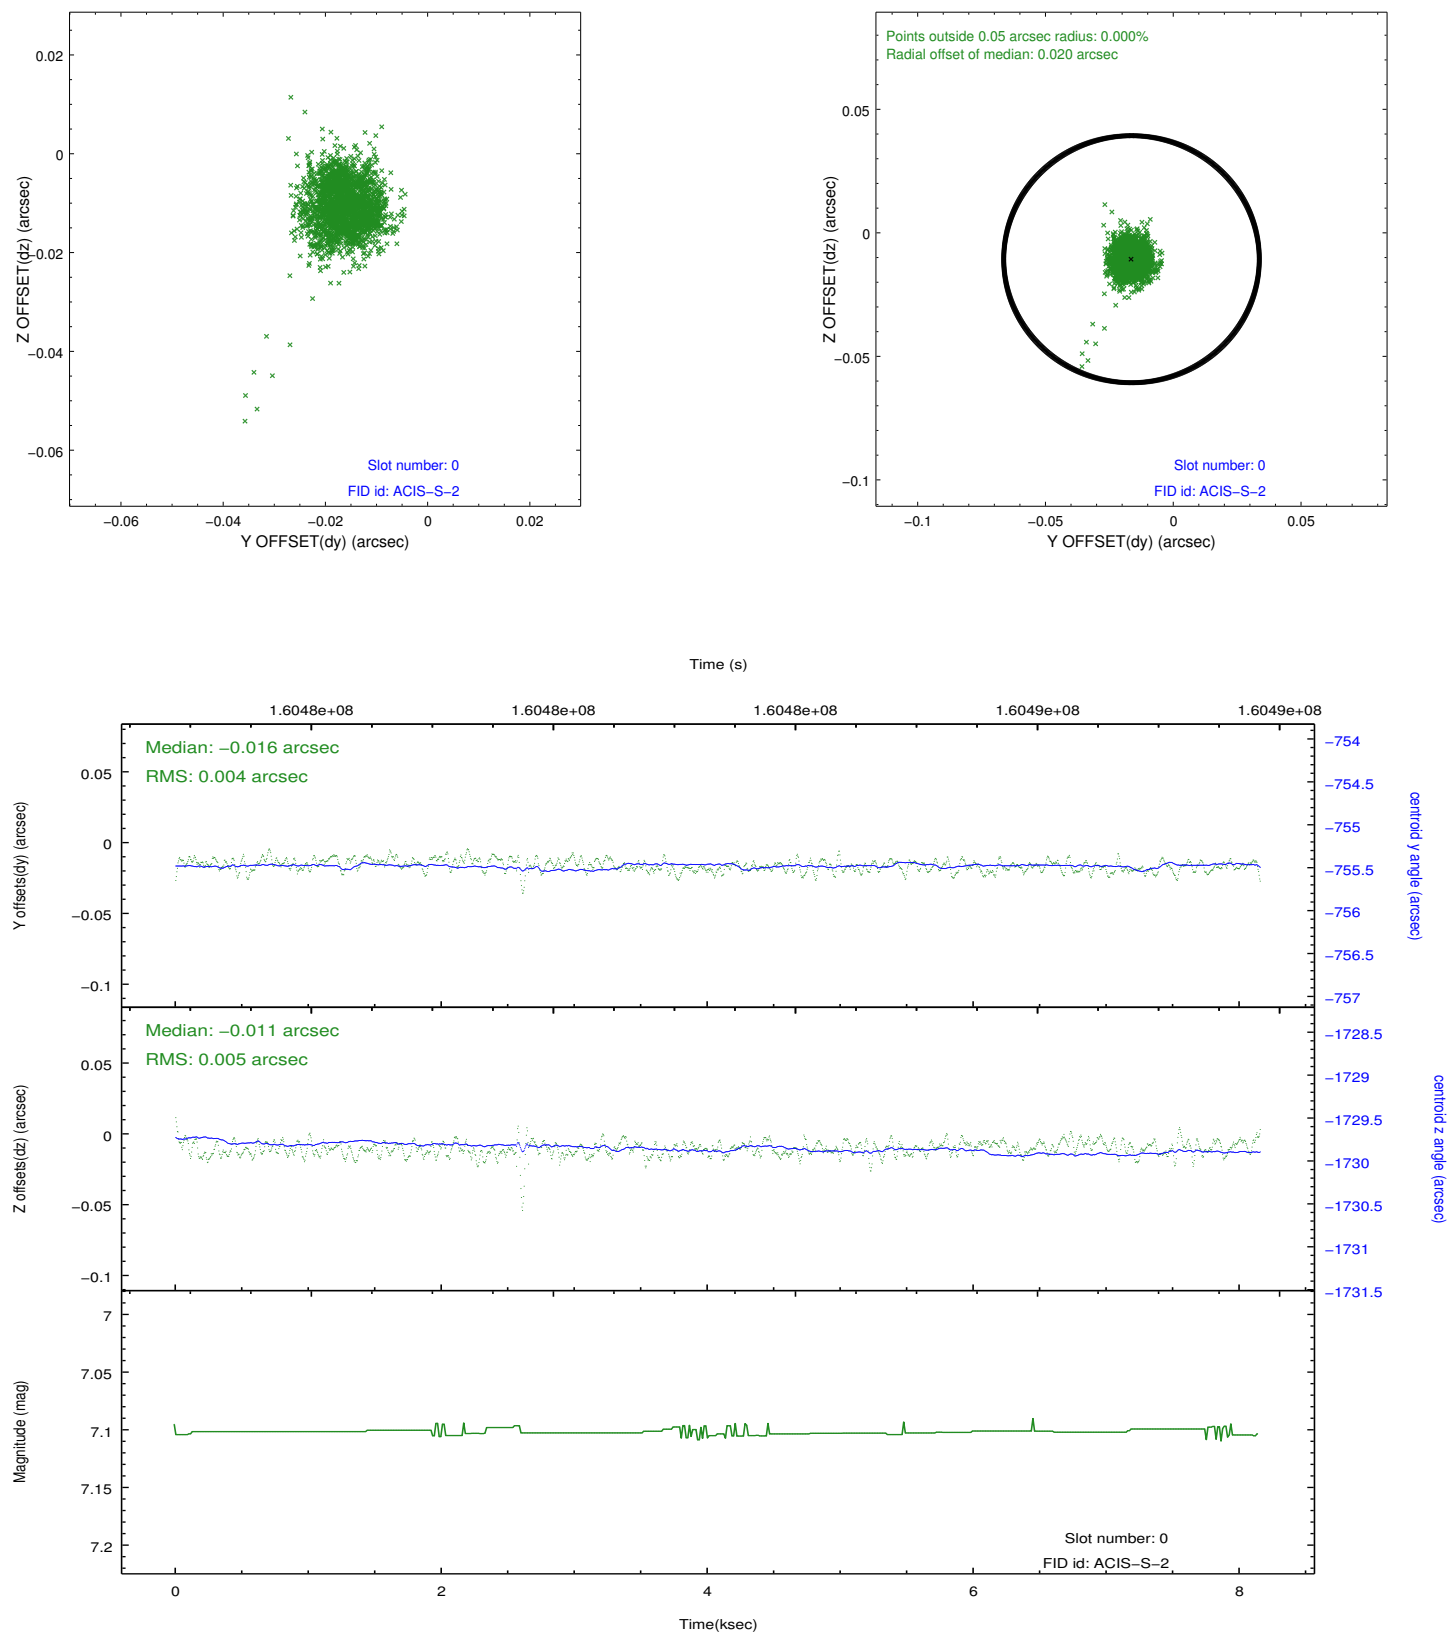 0.02
0
−0.02
−0.04
−0.06
Z OFFSET(dz) (arcsec)
Slot number: 0
FID id: ACIS−S−2
−0.06
−0.04
−0.02
0
0.02
Y OFFSET(dy) (arcsec)
Points outside 0.05 arcsec radius: 0.000%
Radial offset of median: 0.020 arcsec
0.05
0
−0.05
−0.1
Z OFFSET(dz) (arcsec)
Slot number: 0
FID id: ACIS−S−2
−0.1
−0.05
0
0.05
Y OFFSET(dy) (arcsec)
Time (s)
1.6048e+08
1.6048e+08
1.6048e+08
1.6049e+08
1.6049e+08
Median: −0.016 arcsec
RMS: 0.004 arcsec
0.05
0
−0.05
−0.1
Y offsets(dy) (arcsec)
−754
−754.5
−755
−755.5
−756
−756.5
−757
centroid y angle (arcsec)
Median: −0.011 arcsec
RMS: 0.005 arcsec
0.05
0
−0.05
−0.1
Z offsets(dz) (arcsec)
−1728.5
−1729
−1729.5
−1730
−1730.5
−1731
−1731.5
centroid z angle (arcsec)
7
7.05
7.1
7.15
7.2
Magnitude (mag)
Slot number: 0
FID id: ACIS−S−2
0
2
4
6
8
Time(ksec)